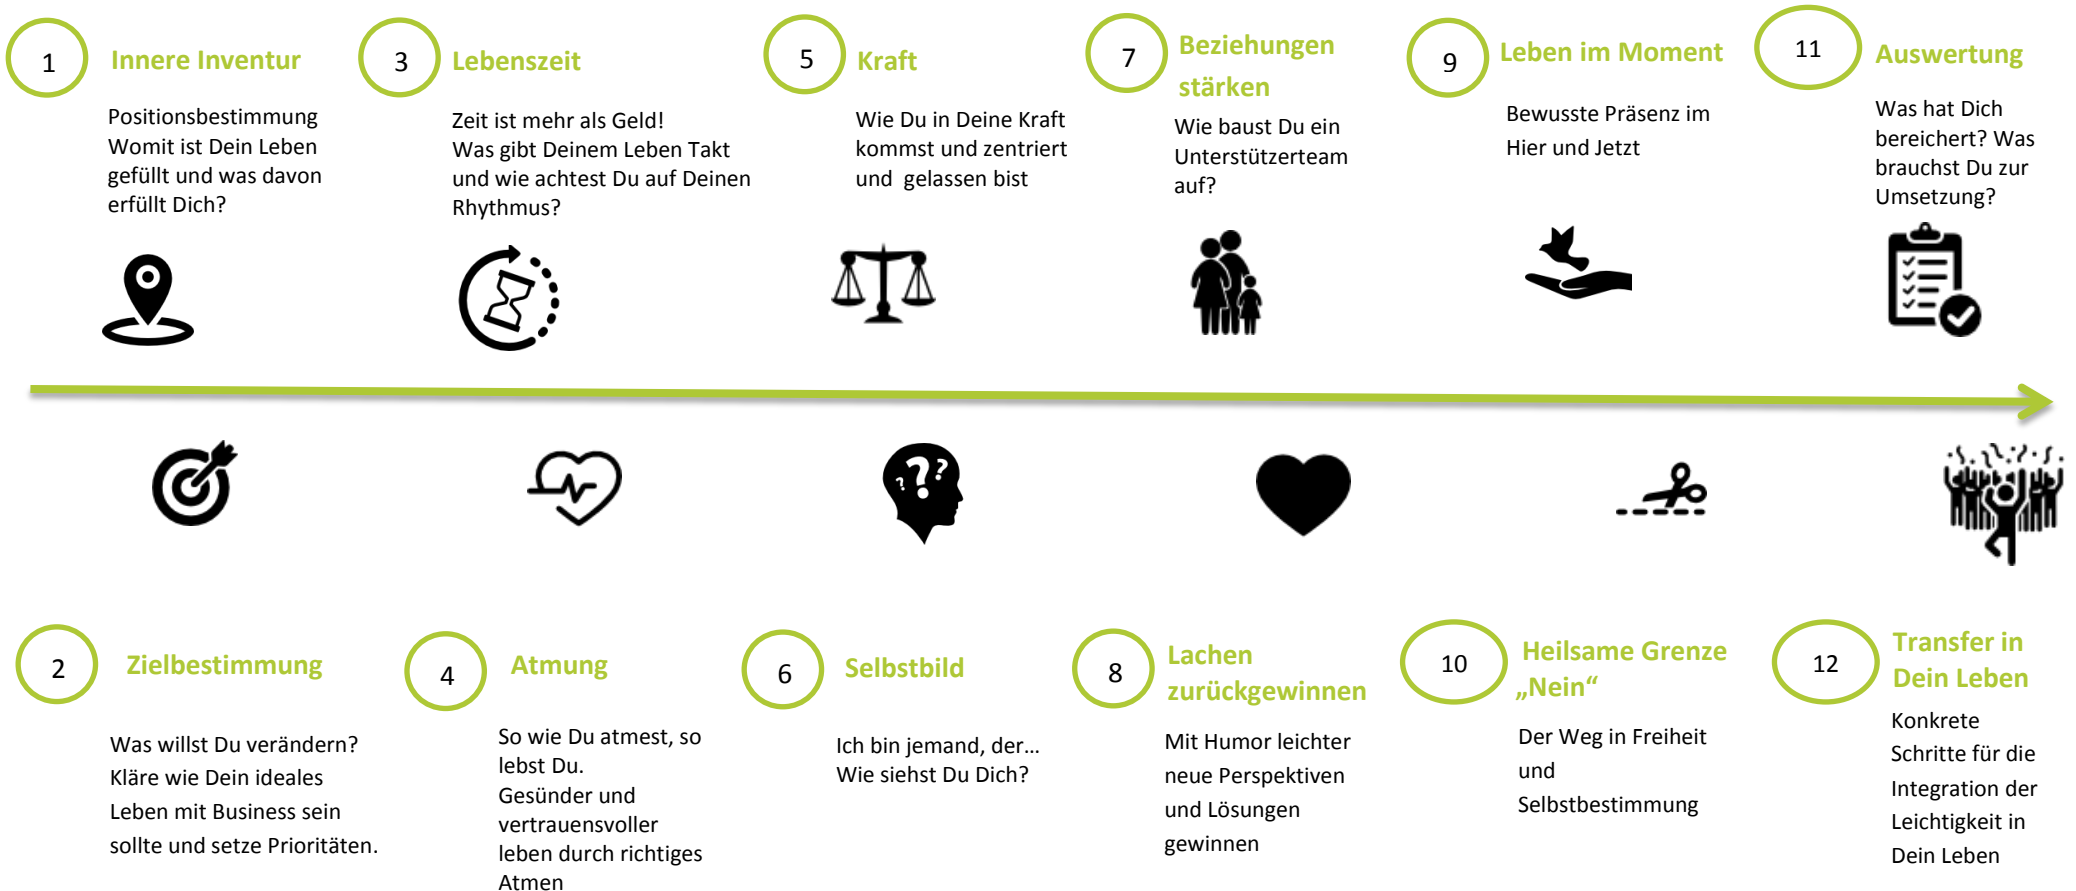 1
Innere Inventur
Positionsbestimmung
Womit ist Dein Leben
gefüllt und was davon
erfüllt Dich?
3
Lebenszeit
Zeit ist mehr als Geld!
Was gibt Deinem Leben Takt
und wie achtest Du auf Deinen
Rhythmus?
5
Kraft
Wie Du in Deine Kraft
kommst und zentriert
und  gelassen bist
7
Beziehungen
stärken
Wie baust Du ein
Unterstützerteam
auf?
9
Leben im Moment
Bewusste Präsenz im
Hier und Jetzt
11
Auswertung
Was hat Dich
bereichert? Was
brauchst Du zur
Umsetzung?
2
Zielbestimmung
Was willst Du verändern?
Kläre wie Dein ideales
Leben mit Business sein
sollte und setze Prioritäten.
4
Atmung
So wie Du atmest, so
lebst Du.
Gesünder und
vertrauensvoller
leben durch richtiges
Atmen
6
Selbstbild
Ich bin jemand, der…
Wie siehst Du Dich?
8
Lachen
zurückgewinnen
Mit Humor leichter
neue Perspektiven
und Lösungen
gewinnen
10
Heilsame Grenze
„Nein“
Der Weg in Freiheit
und
Selbstbestimmung
12
Transfer in
Dein Leben
Konkrete
Schritte für die
Integration der
Leichtigkeit in
Dein Leben